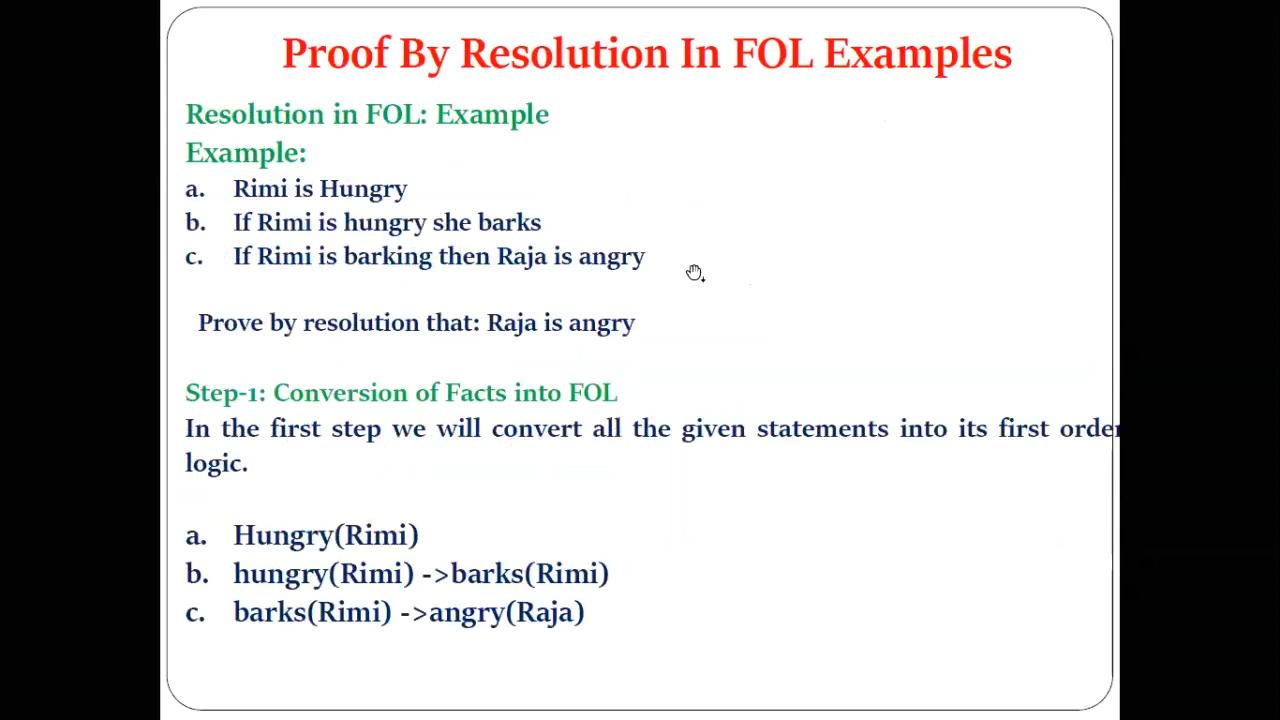 Proof By Resolution In FOL Examples
Resolution in FOL: Example
Example:
a. Rimi is Hungry
b. If Rimi is hungry she barks
c. If Rimi is barking then Raja is angry
Prove by resolution that: Raja is angry
Step-1: Conversion of Facts into FOL
In the first step we will convert all the given statements into its first order
logic.
a. Hungry(Rimi)
b. hungry(Rimi) ->barks(Rimi)
c. barks(Rimi) ->angry(Raja)